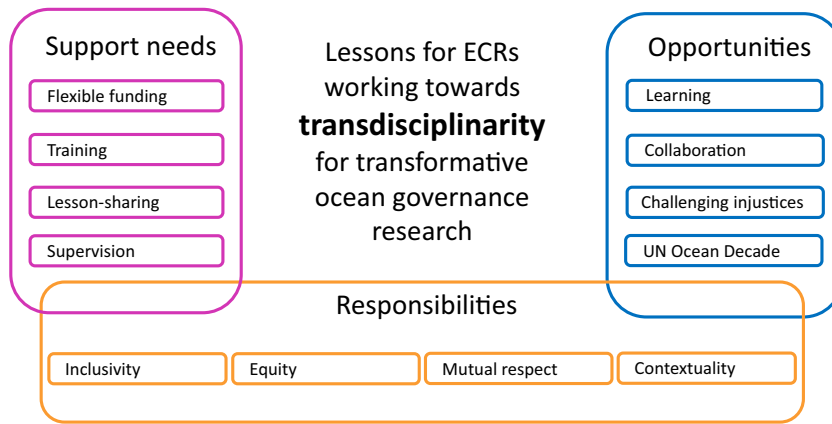 Support needs
Flexible funding
Training
Lesson-sharing
Supervision
Lessons for ECRs
working towards
transdisciplinarity
for transformative
ocean governance
research
Opportunities
Learning
Collaboration
Challenging injustices
UN Ocean Decade
Responsibilities
Inclusivity
Equity
Mutual respect
Contextuality